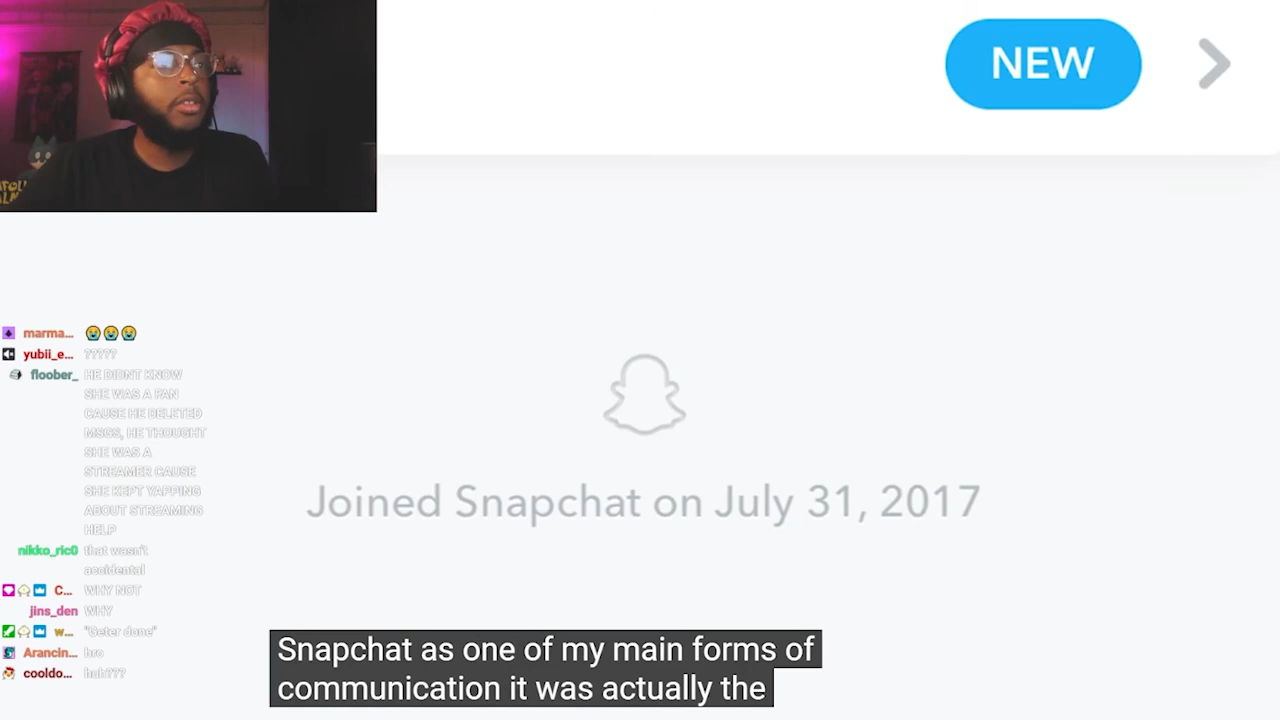 NEW
marma... 😭😭😭
yubii_e... ?????
floober_ HE DIDNT KNOW
SHE WAS A FAN
CAUSE HE DELETED
MSGS, HE THOUGHT
SHE WAS A
STREAMER CAUSE
SHE KEPT YAPPING
ABOUT STREAMING
HELP
nikko_ric0 that wasn't
accidental
C... WHY NOT
jins_den WHY
w... "Geter done"
Arancin... bro
cooldo... huh???
Joined Snapchat on July 31, 2017
Snapchat as one of my main forms of
communication it was actually the